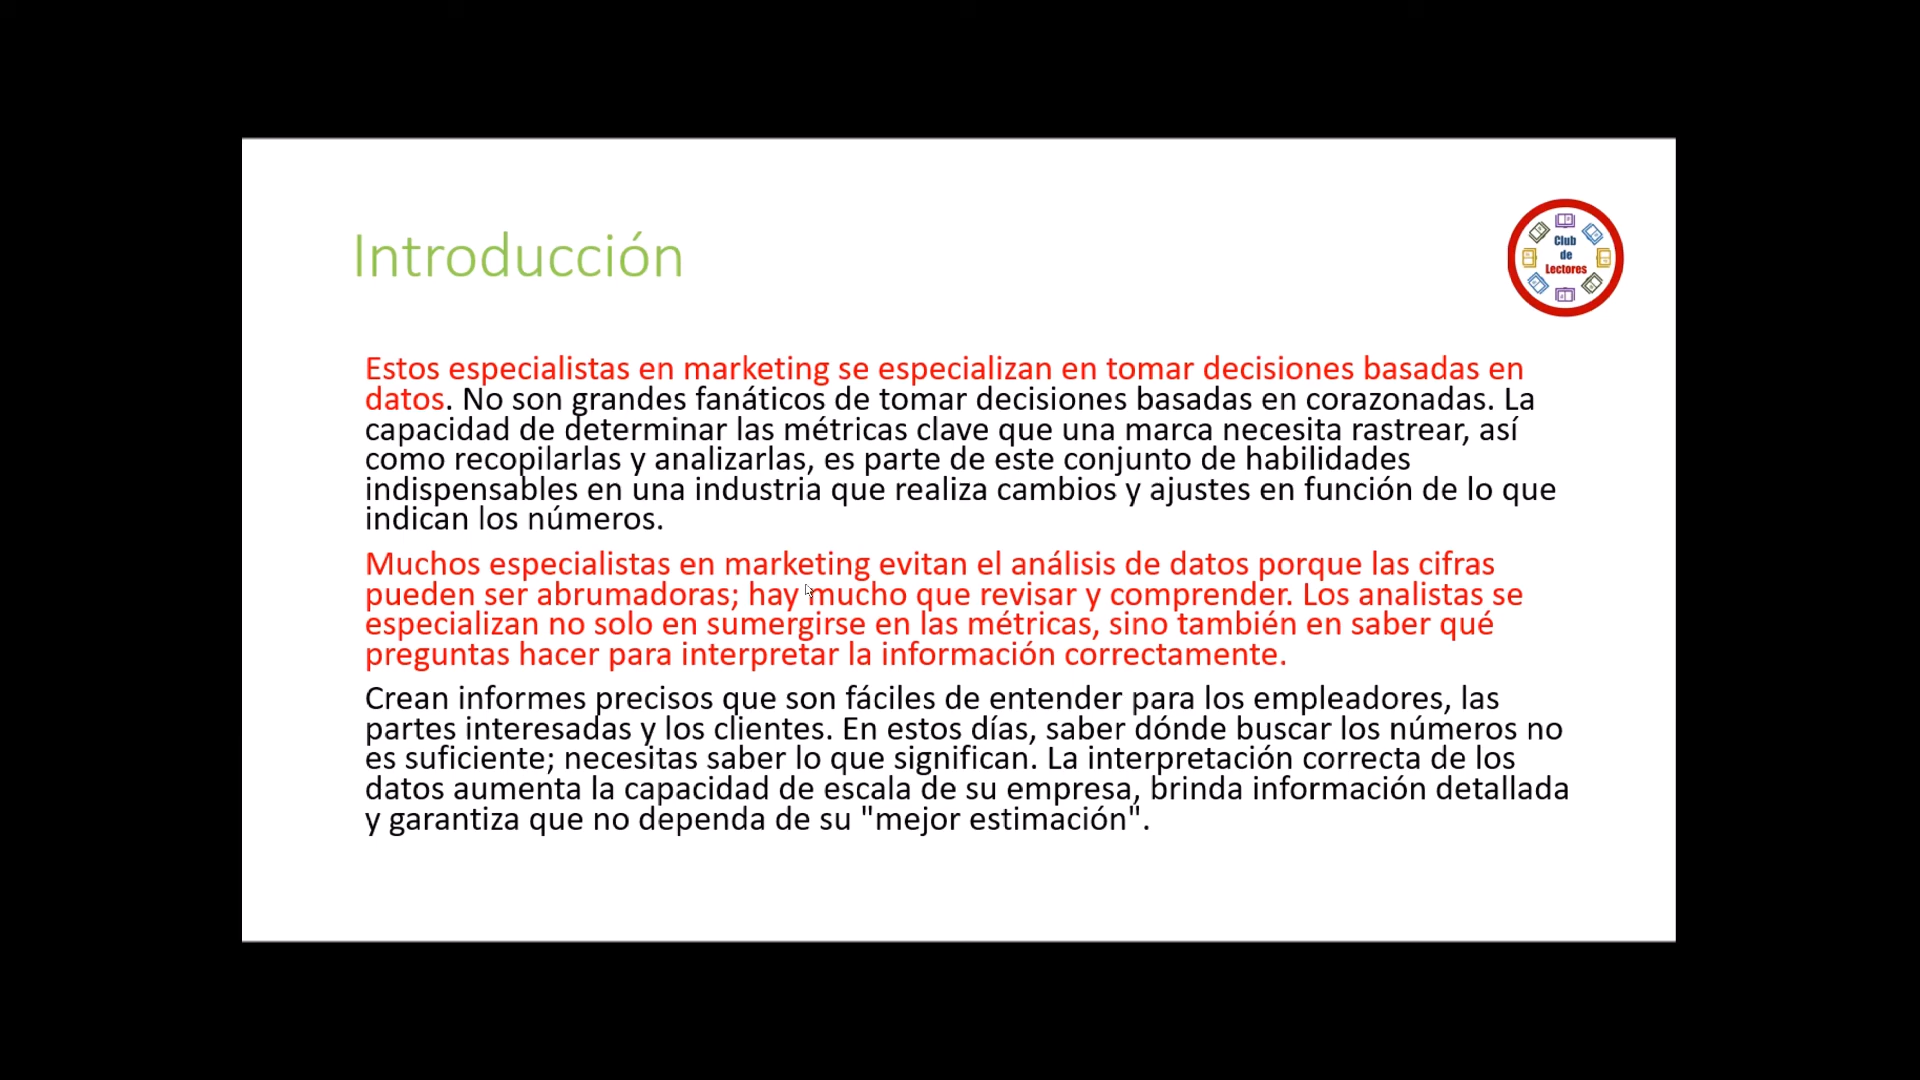 Introducción
Club
de
Lectores
Estos especialistas en marketing se especializan en tomar decisiones basadas en
datos. No son grandes fanáticos de tomar decisiones basadas en corazonadas. La
capacidad de determinar las métricas clave que una marca necesita rastrear, así
como recopilarlas y analizarlas, es parte de este conjunto de habilidades
indispensables en una industria que realiza cambios y ajustes en función de lo que
indican los números.
Muchos especialistas en marketing evitan el análisis de datos porque las cifras
pueden ser abrumadoras; hay mucho que revisar y comprender. Los analistas se
especializan no solo en sumergirse en las métricas, sino también en saber qué
preguntas hacer para interpretar la información correctamente.
Crean informes precisos que son fáciles de entender para los empleadores, las
partes interesadas y los clientes. En estos días, saber dónde buscar los números no
es suficiente; necesitas saber lo que significan. La interpretación correcta de los
datos aumenta la capacidad de escala de su empresa, brinda información detallada
y garantiza que no dependa de su "mejor estimación".